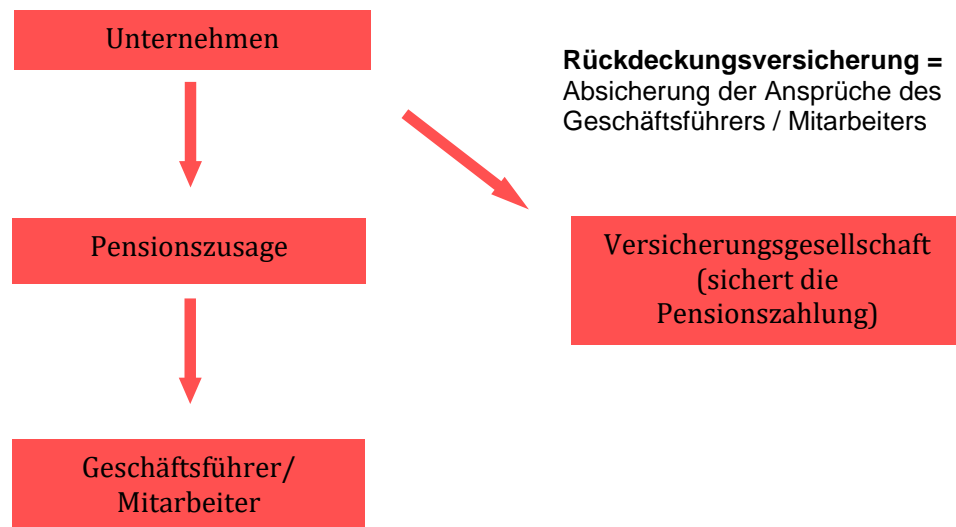 Unternehmen
Rückdeckungsversicherung =
Absicherung der Ansprüche des
Geschäftsführers / Mitarbeiters
Pensionszusage
Versicherungsgesellschaft
(sichert die
Pensionszahlung)
Geschäftsführer/
Mitarbeiter